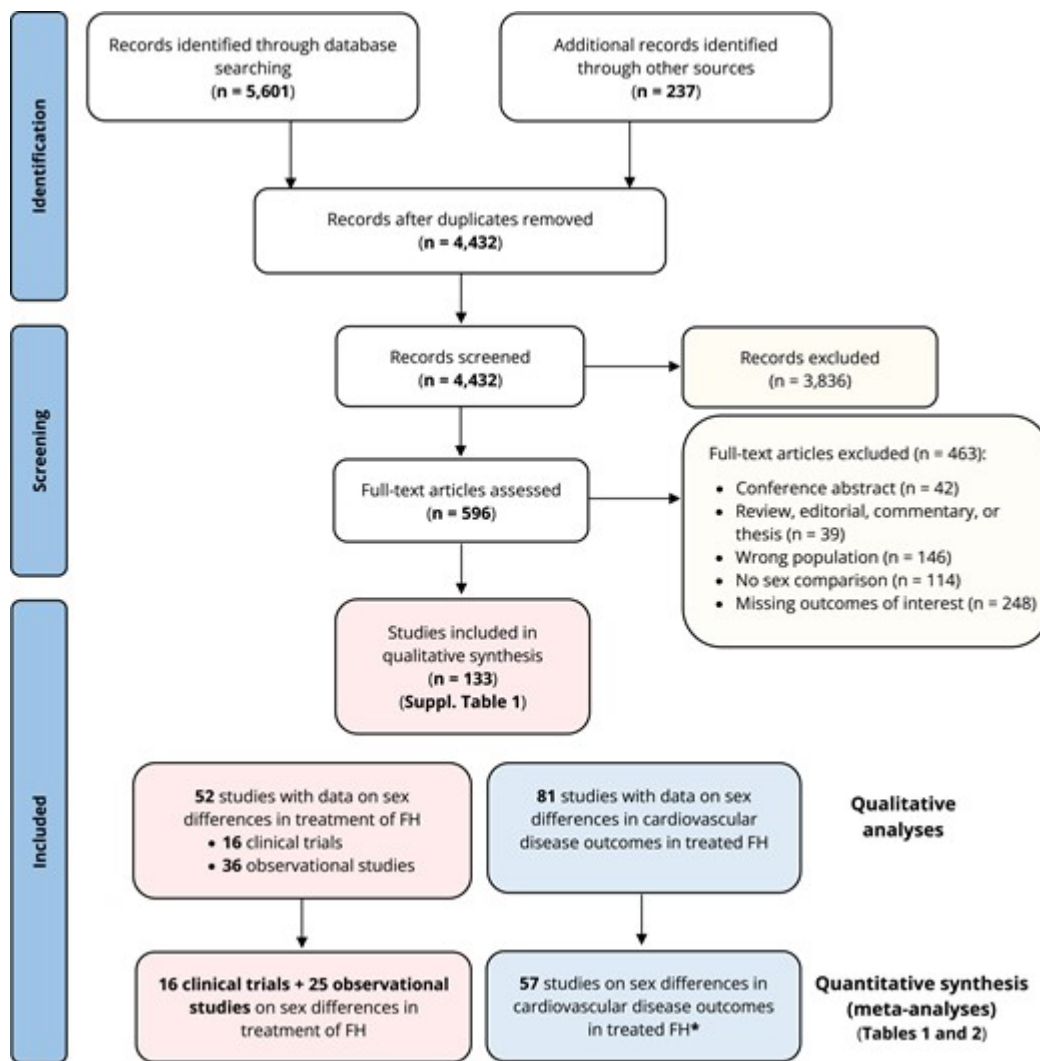 Identification
Records identified through database
searching
(n = 5,601)
Additional records identified
through other sources
(n = 237)
Records after duplicates removed
(n = 4,432)
Screening
Records screened
(n = 4,432)
Records excluded
(n = 3,836)
Full-text articles assessed
(n = 596)
Full-text articles excluded (n = 463):
• Conference abstract (n = 42)
• Review, editorial, commentary, or
thesis (n = 39)
• Wrong population (n = 146)
• No sex comparison (n = 114)
• Missing outcomes of interest (n = 248)
Included
Studies included in
qualitative synthesis
(n = 133)
(Suppl. Table 1)
52 studies with data on sex
differences in treatment of FH
• 16 clinical trials
• 36 observational studies
81 studies with data on sex
differences in cardiovascular
disease outcomes in treated FH
Qualitative
analyses
16 clinical trials + 25 observational
studies on sex differences in
treatment of FH
57 studies on sex differences in
cardiovascular disease outcomes
in treated FH*
Quantitative synthesis
(meta-analyses)
(Tables 1 and 2)